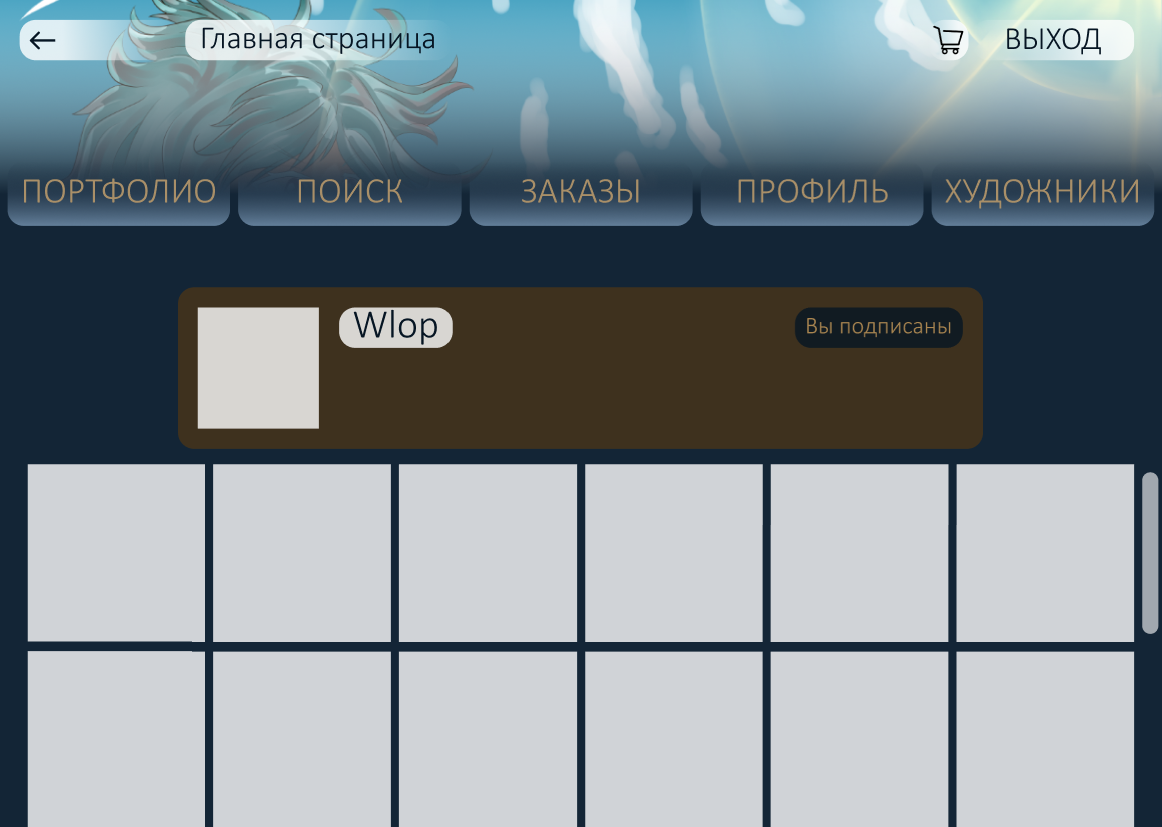 Главная страница
ВЫХОД
ПОРТФОЛИО
ПОИСК
ЗАКАЗЫ
ПРОФИЛЬ
ХУДОЖНИКИ
Wlop
Вы подписаны